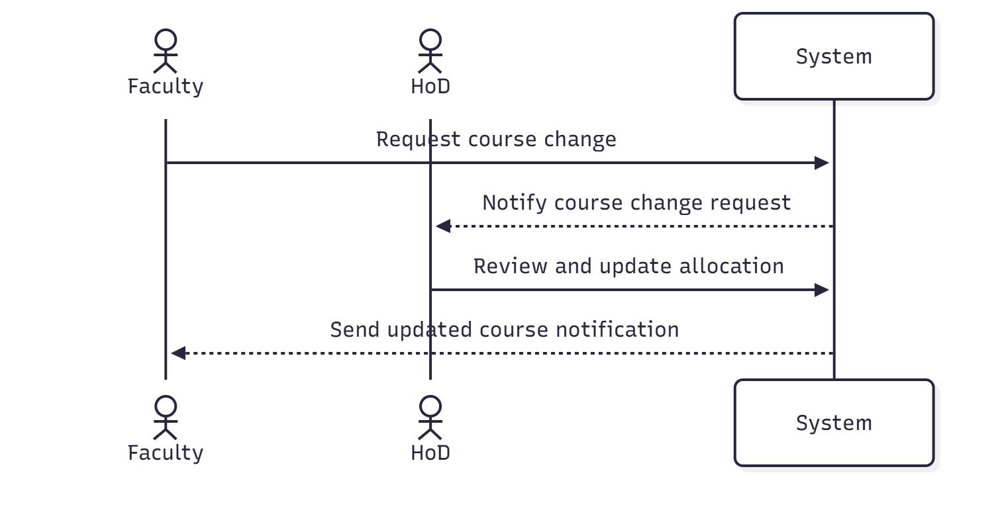 Faculty
HoD
System
Request course change
Notify course change request
Review and update allocation
Send updated course notification
Faculty
HoD
System